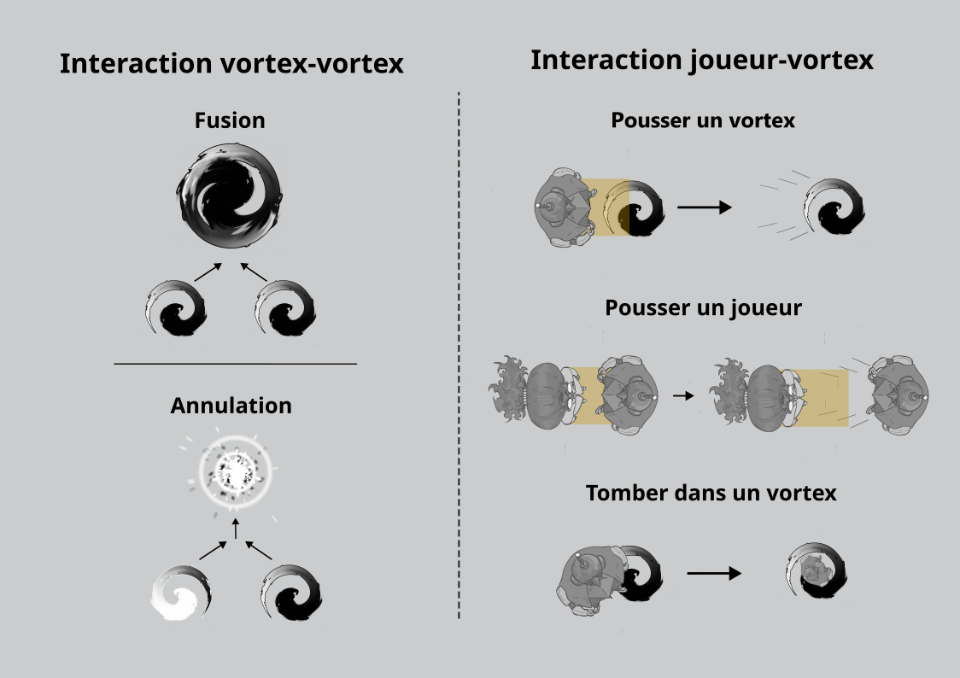 Interaction vortex-vortex
Fusion
Annulation
Interaction joueur-vortex
Pousser un vortex
Pousser un joueur
Tomber dans un vortex